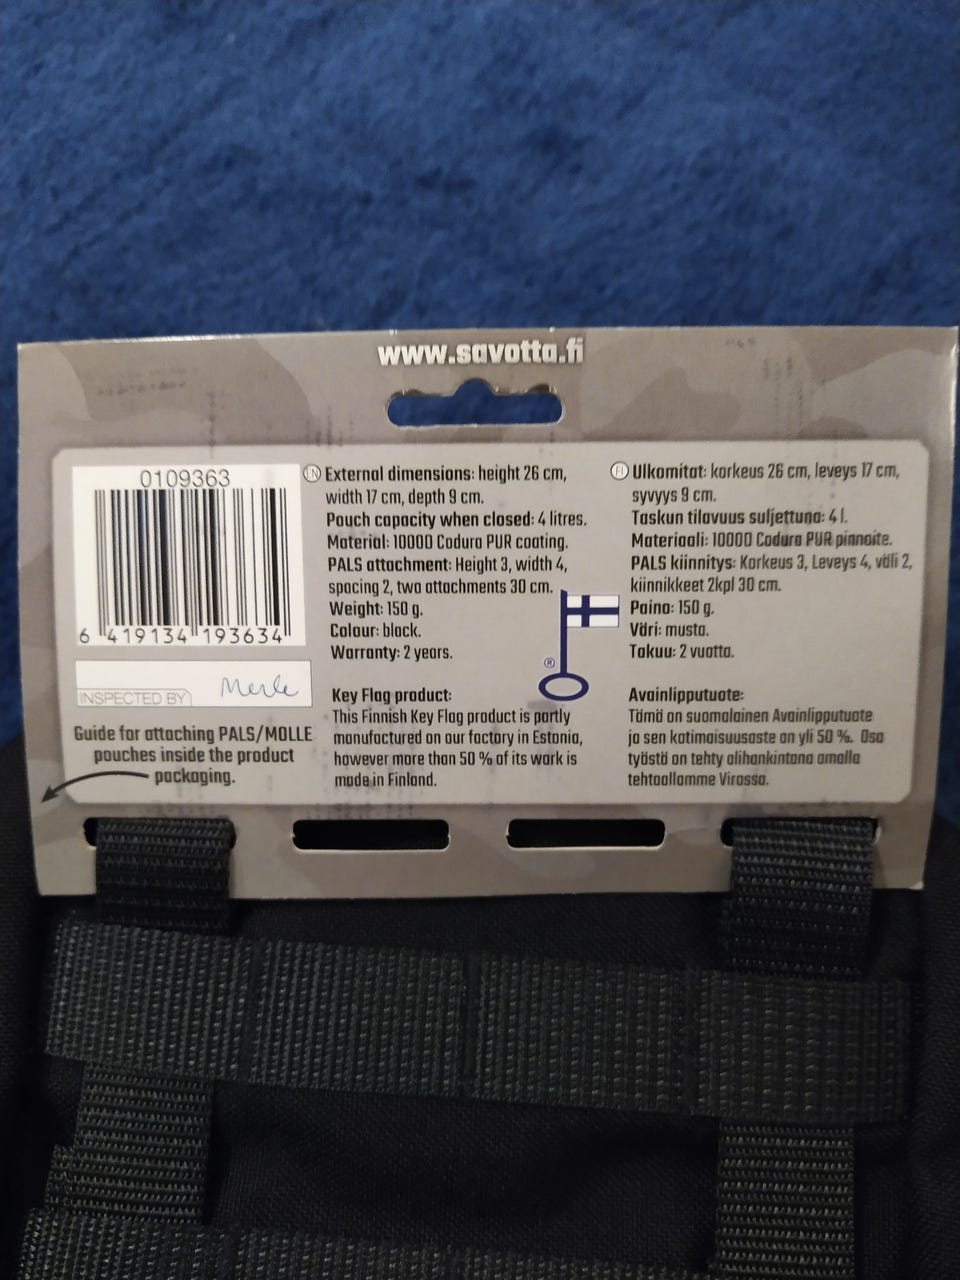 www.savotta.fi
0109363
6 419134 193634
INSPECTED BY Merle
Guide for attaching PALS/MOLLE
pouches inside the product
packaging.
EN External dimensions: height 26 cm,
width 17 cm, depth 9 cm.
Pouch capacity when closed: 4 litres.
Material: 1000D Codura PUR coating.
PALS attachment: Height 3, width 4,
spacing 2, two attachments 30 cm.
Weight: 150 g.
Colour: black.
Warranty: 2 years.
®
Key Flag product:
This Finnish Key Flag product is partly
manufactured on our factory in Estonia,
however more than 50 % of its work is
made in Finland.
FI Ulkomitat: korkeus 26 cm, leveys 17 cm,
syvyys 9 cm.
Taskun tilavuus suljettuna: 4 l.
Materiaali: 1000D Codura PUR pinnoite.
PALS kiinnitys: Korkeus 3, Leveys 4, väli 2,
kiinnikkeet 2kpl 30 cm.
Paino: 150 g.
Väri: musta.
Takuu: 2 vuotta.
Avainlipputuote:
Tämä on suomalainen Avainlipputuote
ja sen kotimaisuusaste on yli 50 %. Osa
työstä on tehty alihankintana omalla
tehtaallamme Virossa.